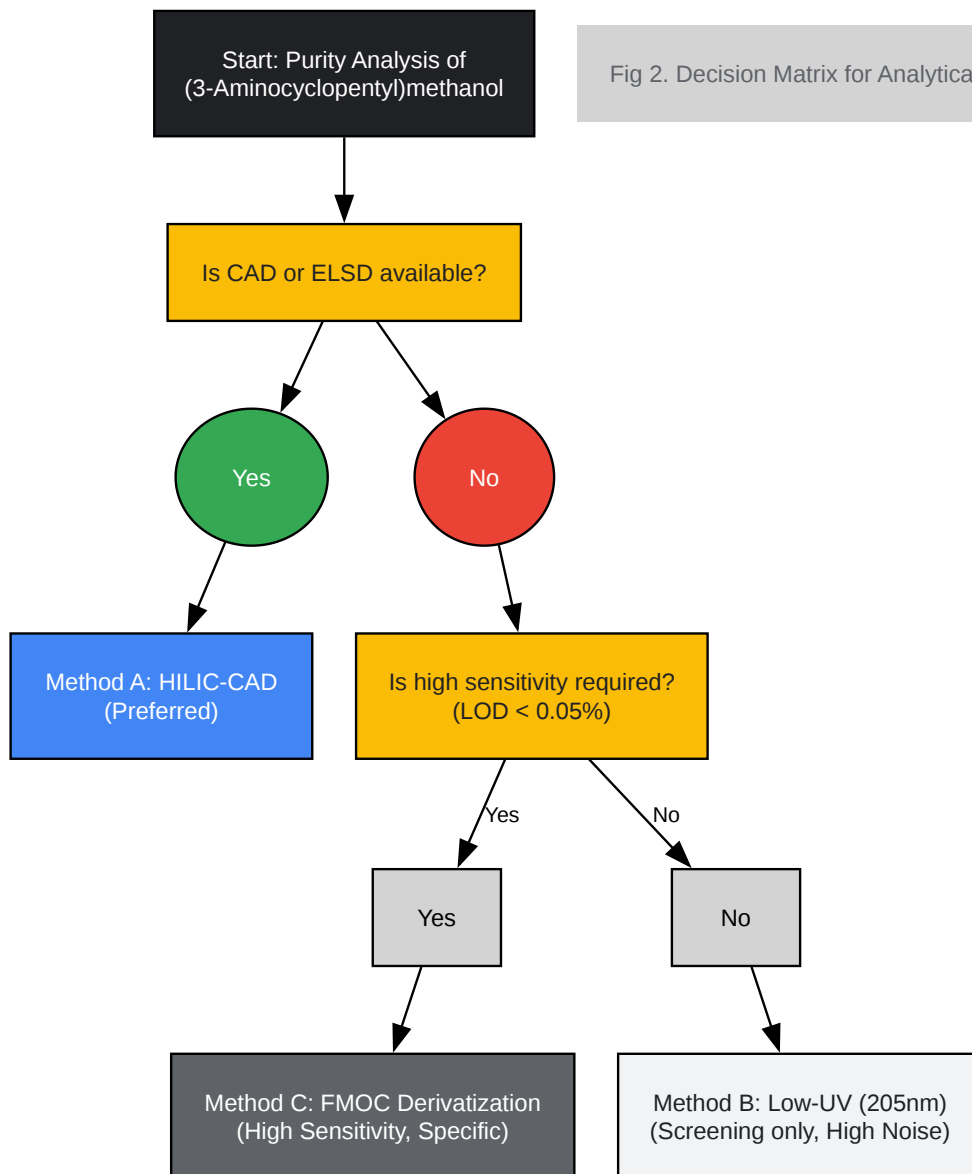 Start: Purity Analysis of
(3-Aminocyclopentyl)methanol
Fig 2. Decision Matrix for Analytica
Is CAD or ELSD available?
Yes
No
Method A: HILIC-CAD
(Preferred)
Is high sensitivity required?
(LOD < 0.05%)
Yes
No
Yes
No
Method C: FMOC Derivatization
(High Sensitivity, Specific)
Method B: Low-UV (205nm)
(Screening only, High Noise)